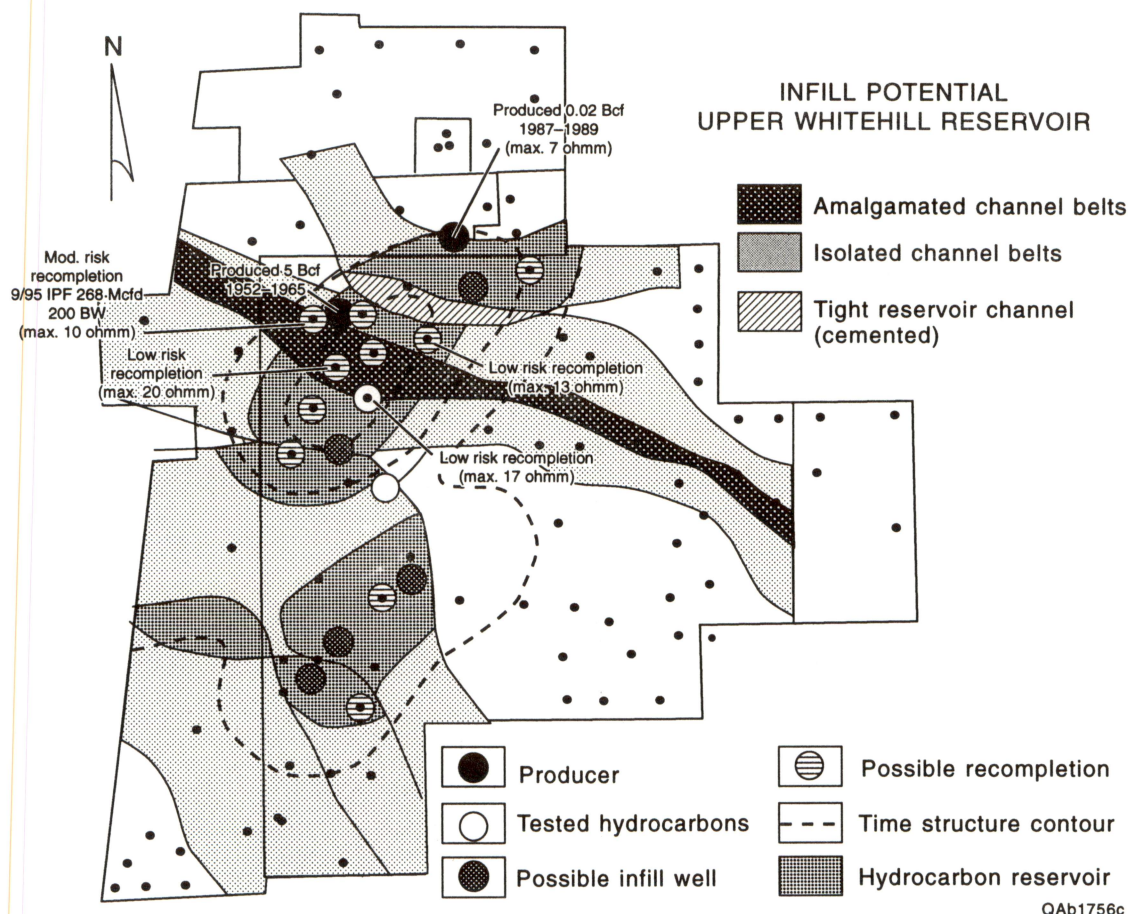 N
INFILL POTENTIAL
UPPER WHITEHILL RESERVOIR
Produced 0.02 Bcf
1987–1989
(max. 7 ohmm)
Amalgamated channel belts
Isolated channel belts
Tight reservoir channel
(cemented)
Mod. risk
recompletion
9/95 IPF 268 Mcfd
200 BW
(max. 10 ohmm)
Produced 5 Bcf
1952–1965
Low risk
recompletion
(max. 20 ohmm)
Low risk recompletion
(max. 13 ohmm)
Low risk recompletion
(max. 17 ohmm)
Producer
Tested hydrocarbons
Possible infill well
Possible recompletion
Time structure contour
Hydrocarbon reservoir
QAb1756c